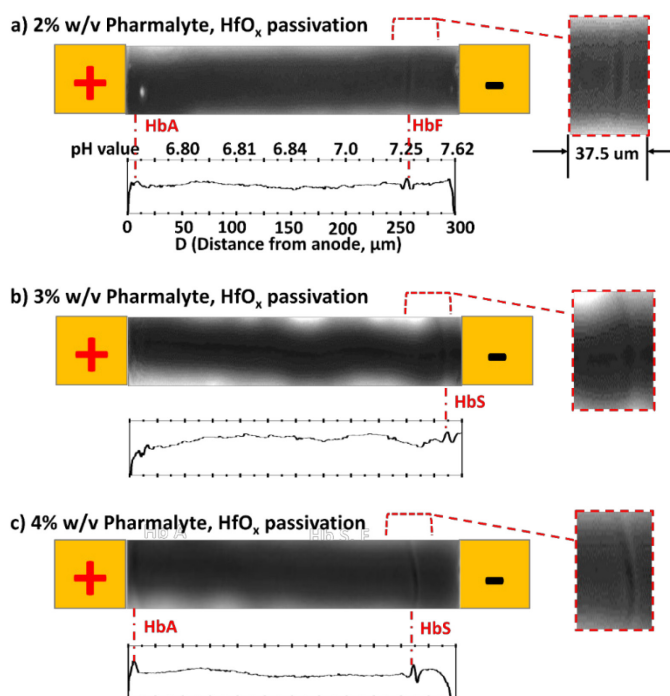 a) 2% w/v Pharmalyte, HfOx passivation
+
-
HbA
HbF
37.5 um
pH value 6.80 6.81 6.84 7.0 7.25 7.62
0 50 100 150 200 250 300
D (Distance from anode, μm)
b) 3% w/v Pharmalyte, HfOx passivation
+
-
HbS
c) 4% w/v Pharmalyte, HfOx passivation
Hb A
Hb S, F
+
-
HbA
HbS